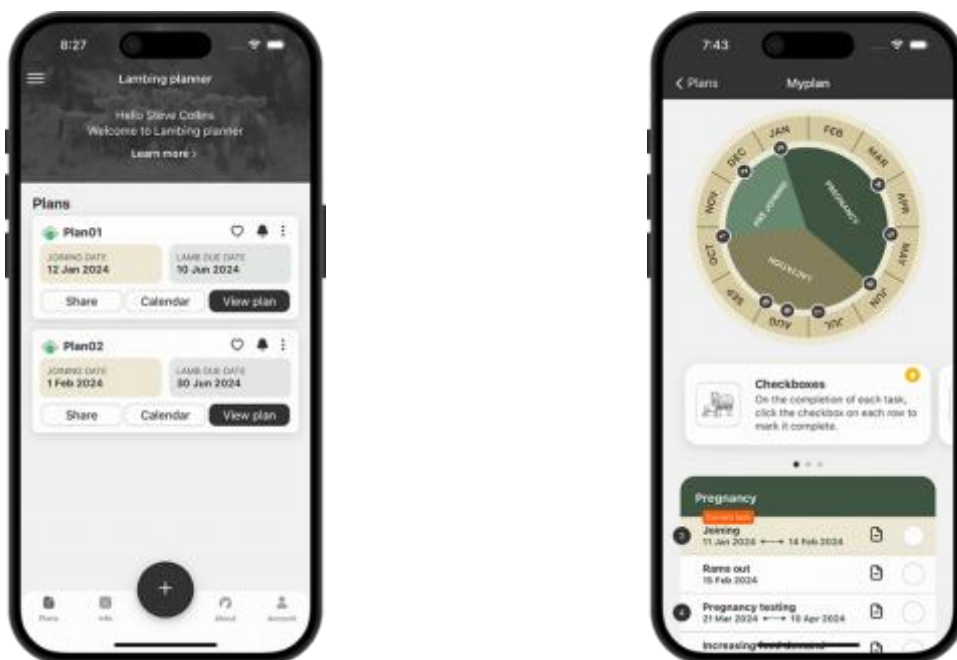 8:27
Lambing planner
Hello Steve Collins
Welcome to Lambing planner
Learn more >
Plans
Plan01
JOINING DATE
LAMB DUE DATE
12 Jan 2024
10 Jun 2024
Share
Calendar
View plan
Plan02
JOINING DATE
LAMB DUE DATE
1 Feb 2024
30 Jun 2024
Share
Calendar
View plan
+
Plans
Info
About
Account
7:43
< Plans
Myplan
JAN
FEB
MAR
APR
MAY
JUN
JUL
AUG
SEP
OCT
NOV
DEC
PREGNANCY
LACTATION
PRE JOINING
Checkboxes
On the completion of each task,
click the checkbox on each row to
mark it complete.
Pregnancy
Joining
3
11 Jan 2024 ⟷ 14 Feb 2024
Rams out
15 Feb 2024
Pregnancy testing
4
21 Mar 2024 ⟷ 10 Apr 2024
Increasing feed demand